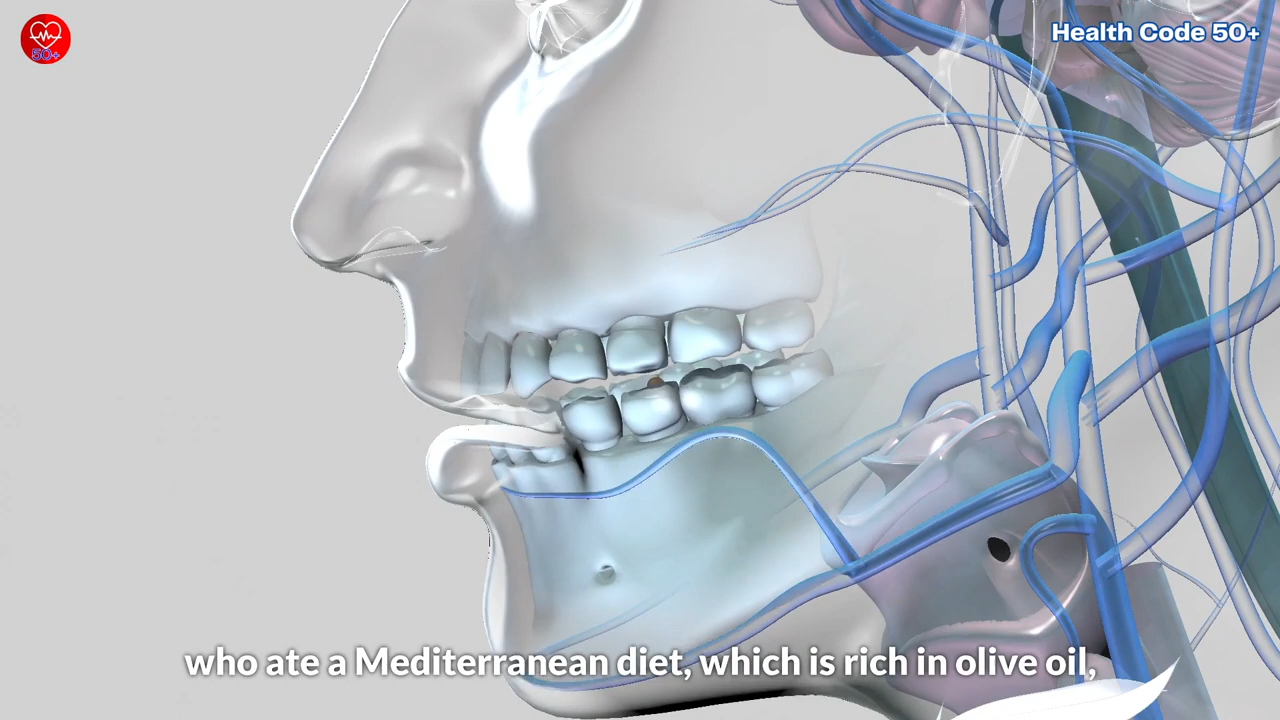 50+
Health Code 50+
who ate a Mediterranean diet, which is rich in olive oil,